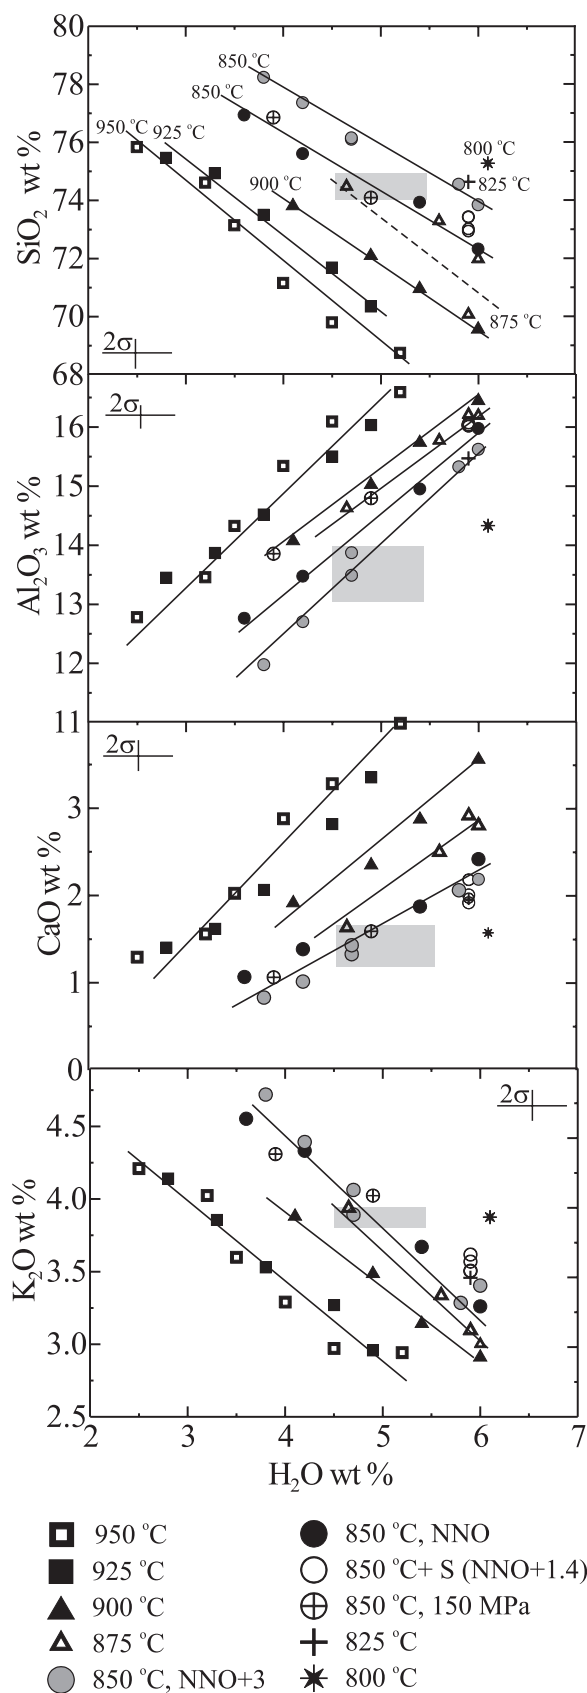 80
78
76
74
72
70
68
SiO₂ wt %
850 °C
850 °C
950 °C
925 °C
900 °C
800 °C
825 °C
875 °C
2σ
16
15
14
13
12
11
Al₂O₃ wt %
2σ
3
2
1
0
CaO wt %
2σ
4.5
4.0
3.5
3.0
2.5
K₂O wt %
2σ
2 3 4 5 6 7
H₂O wt %
950 °C
925 °C
900 °C
875 °C
850 °C, NNO+3
850 °C, NNO
850 °C+ S (NNO+1.4)
850 °C, 150 MPa
825 °C
800 °C